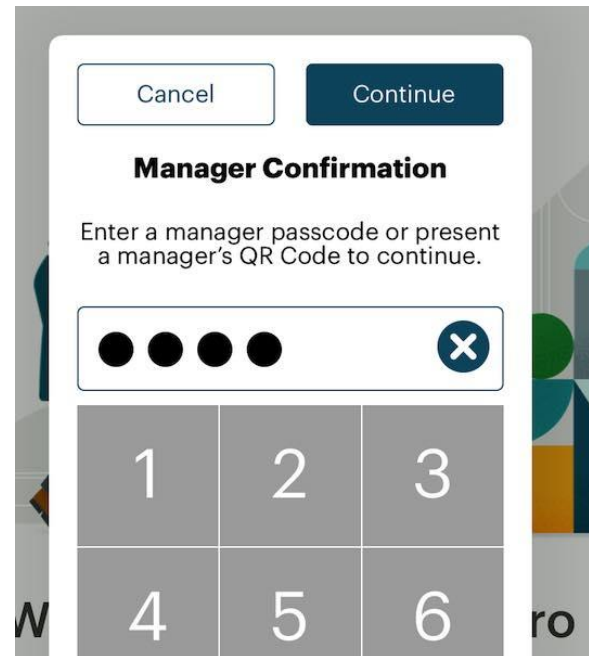 Cancel Continue
Manager Confirmation
Enter a manager passcode or present
a manager's QR Code to continue.
1 2 3
4 5 6
W ro